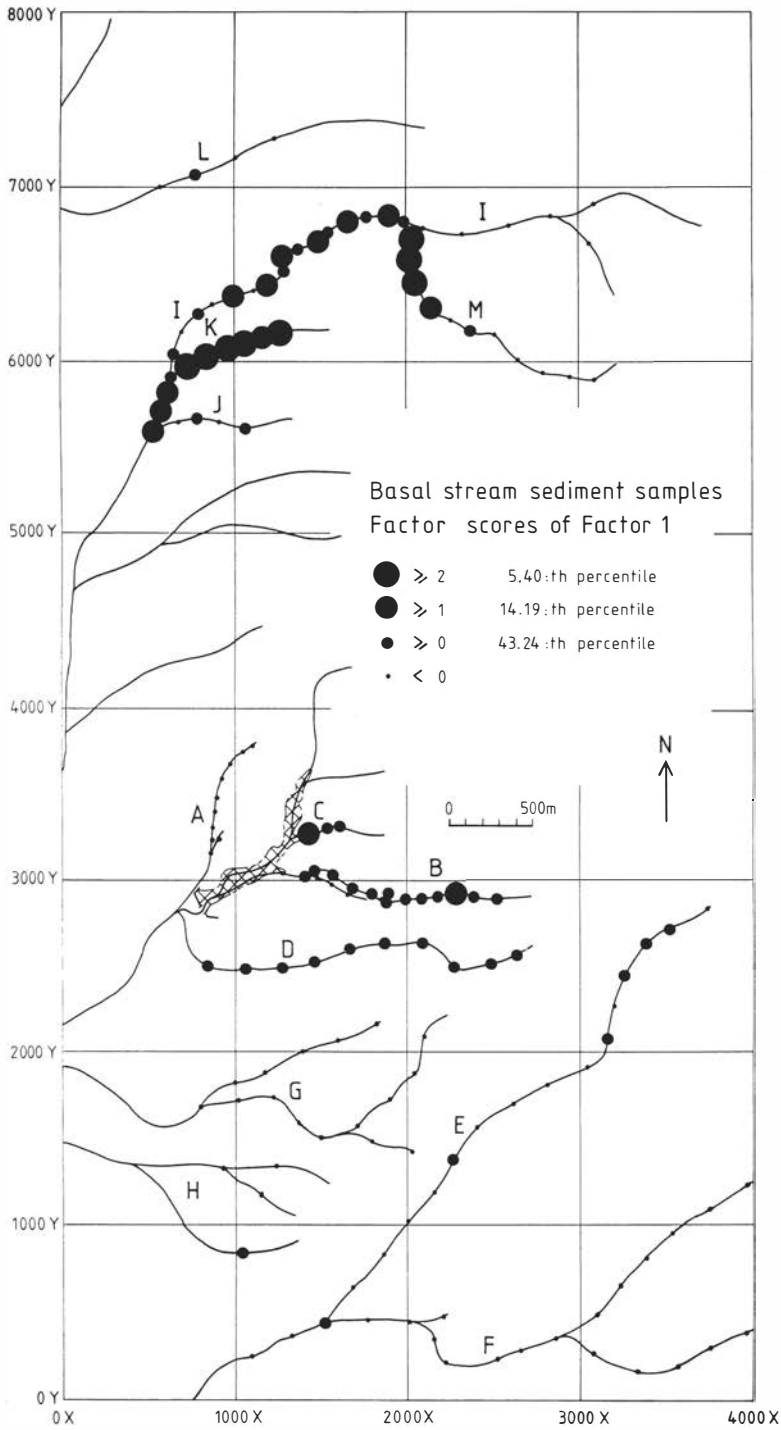 8000 Y
L
7000 Y
I
I
M
K
6000 Y
J
Basal stream sediment samples
Factor scores of Factor 1
5000 Y
⩾ 2 5.40:th percentile
⩾ 1 14.19:th percentile
⩾ 0 43.24:th percentile
< 0
4000 Y
N
A
0 500m
C
3000 Y
B
D
2000 Y
G
E
H
1000 Y
F
0 Y
0 X 1000 X 2000 X 3000 X 4000 X